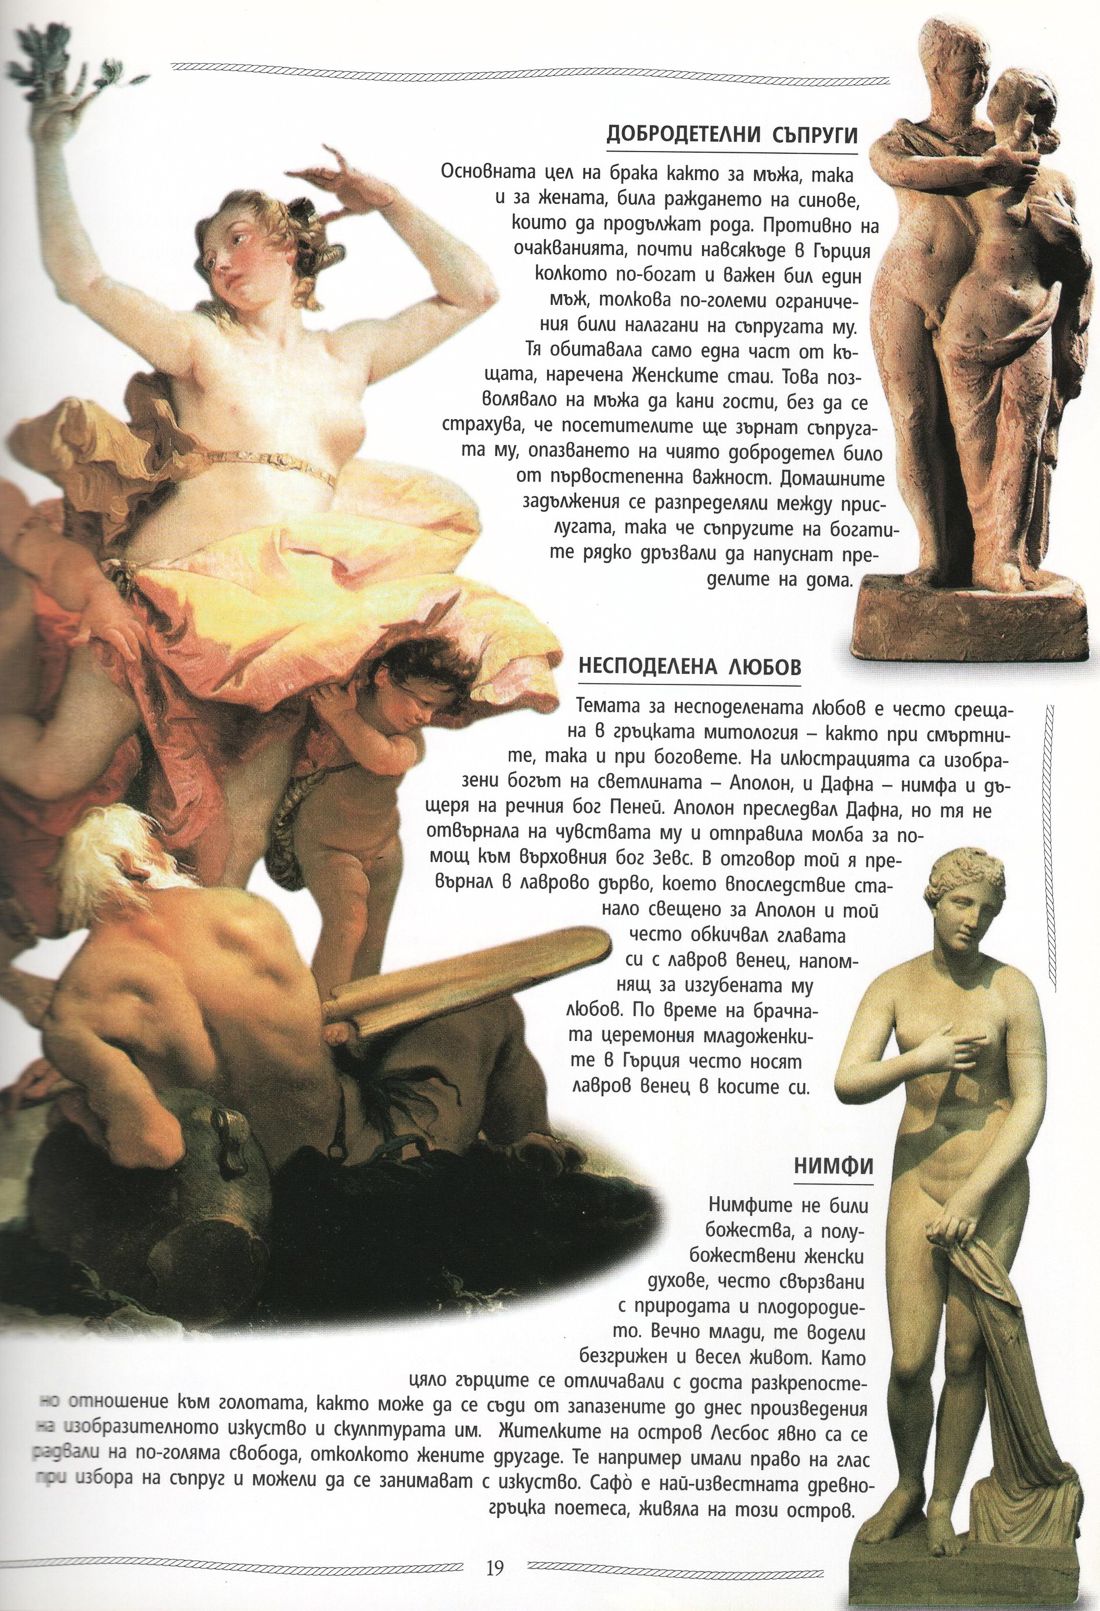 ДОБРОДЕТЕЛНИ СЪПРУГИ
Основната цел на брака както за мъжа, така
и за жената, била раждането на синове,
които да продължат рода. Противно на
очакванията, почти навсякъде в Гърция
колкото по-богат и важен бил един
мъж, толкова по-големи ограниче-
ния били налагани на съпругата му.
Тя обитавала само една част от къ-
щата, наречена Женските стаи. Това поз-
волявало на мъжа да кани гости, без да се
страхува, че посетителите ще зърнат съпруга-
та му, опазването на чиято добродетел било
от първостепенна важност. Домашните
задължения се разпределяли между прис-
лугата, така че съпругите на богати-
те рядко дръзвали да напуснат пре-
делите на дома.
НЕСПОДЕЛЕНА ЛЮБОВ
Темата за несподелената любов е често среща-
на в гръцката митология – както при смъртни-
те, така и при боговете. На илюстрацията са изобра-
зени богът на светлината – Аполон, и Дафна – нимфа и дъ-
щеря на речния бог Пеней. Аполон преследвал Дафна, но тя не
отвърнала на чувствата му и отправила молба за по-
мощ към върховния бог Зевс. В отговор той я пре-
върнал в лаврово дърво, което впоследствие ста-
нало свещено за Аполон и той
често обкичвал главата
си с лавров венец, напом-
нящ за изгубената му
любов. По време на брачна-
та церемония младоженки-
те в Гърция често носят
лавров венец в косите си.
НИМФИ
Нимфите не били
божества, а полу-
божествени женски
духове, често свързвани
с природата и плодородие-
то. Вечно млади, те водели
безгрижен и весел живот. Като
цяло гърците се отличавали с доста разкрепосте-
но отношение към голотата, както може да се съди от запазените до днес произведения
на изобразителното изкуство и скулптурата им. Жителките на остров Лесбос явно са се
радвали на по-голяма свобода, отколкото жените другаде. Те например имали право на глас
при избора на съпруг и можели да се занимават с изкуство. Сафò е най-известната древно-
гръцка поетеса, живяла на този остров.
19